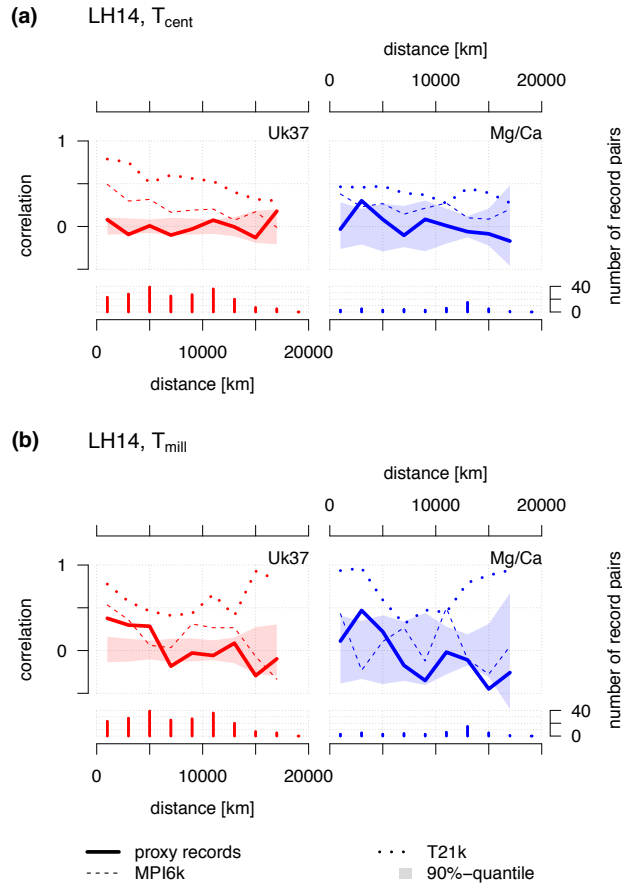 (a) LH14, Tcent
distance [km]
0 10000 20000
Uk37 Mg/Ca
1
0
correlation
number of record pairs
40
0
0 10000 20000
distance [km]
(b) LH14, Tmill
distance [km]
0 10000 20000
Uk37 Mg/Ca
1
0
correlation
number of record pairs
40
0
0 10000 20000
distance [km]
proxy records T21k
MPI6k 90%−quantile